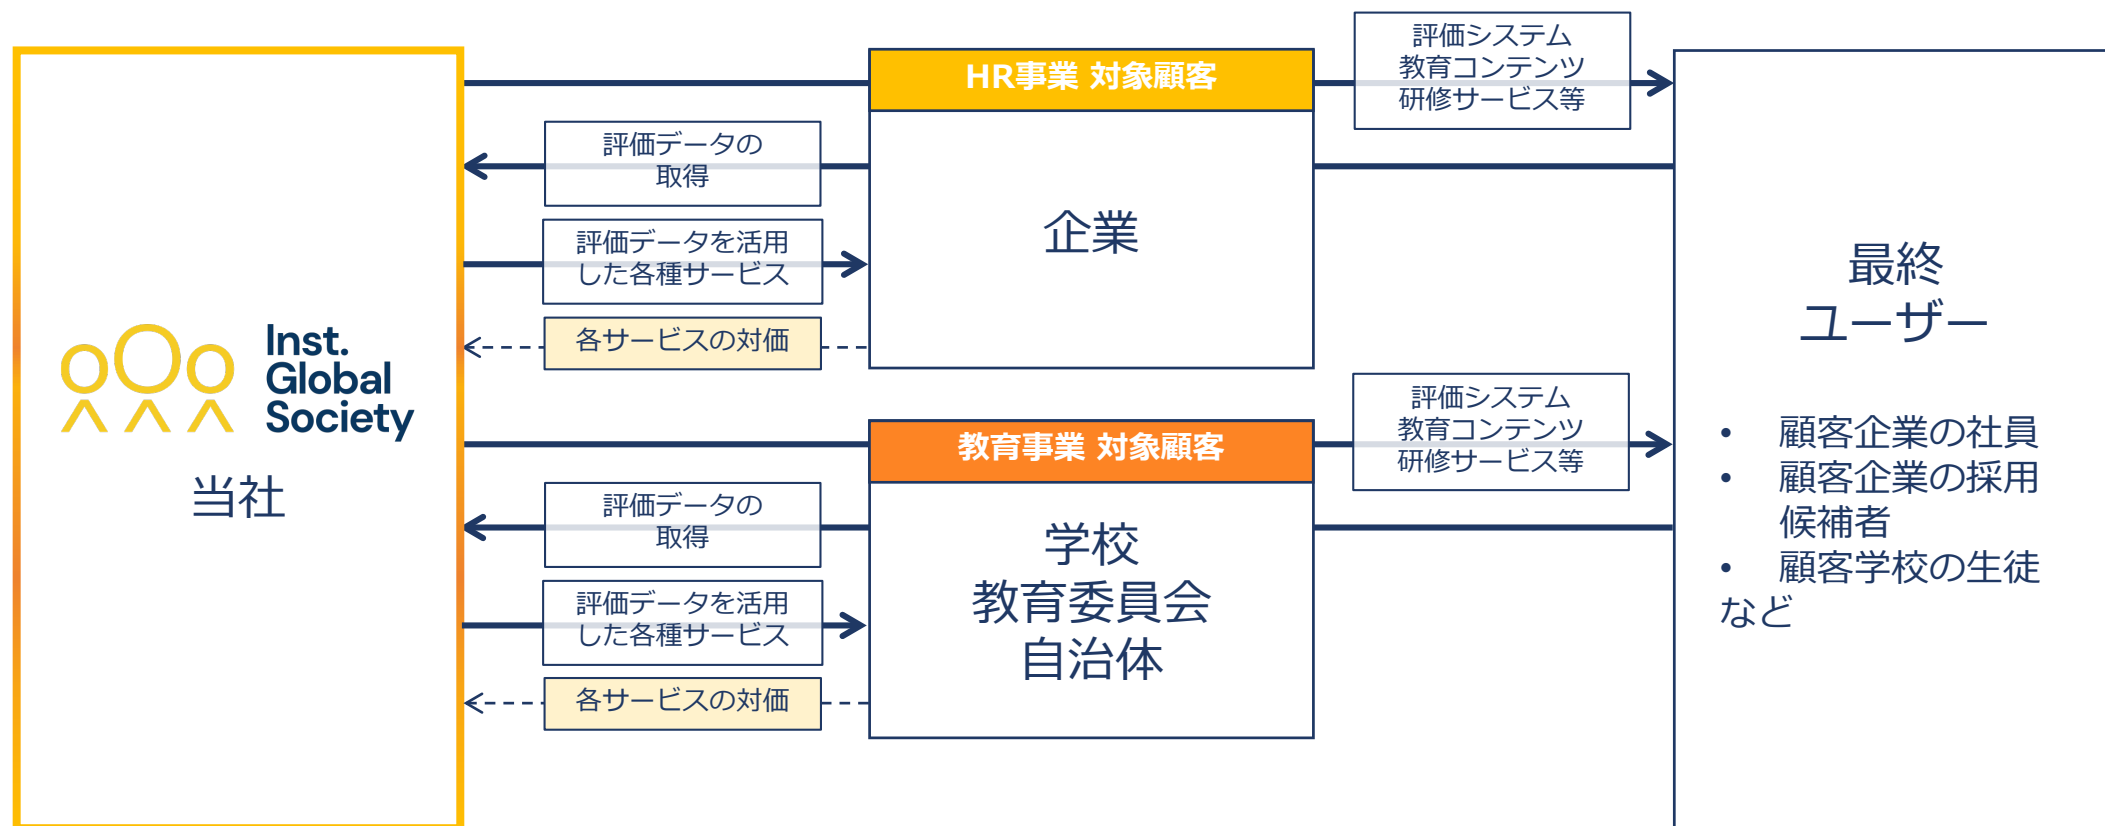 Inst.
Global
Society
当社
HR事業 対象顧客
企業
評価システム
教育コンテンツ
研修サービス等
評価データの
取得
評価データを活用
した各種サービス
各サービスの対価
教育事業 対象顧客
学校
教育委員会
自治体
評価システム
教育コンテンツ
研修サービス等
評価データの
取得
評価データを活用
した各種サービス
各サービスの対価
最終
ユーザー
• 顧客企業の社員
• 顧客企業の採用
候補者
• 顧客学校の生徒
など